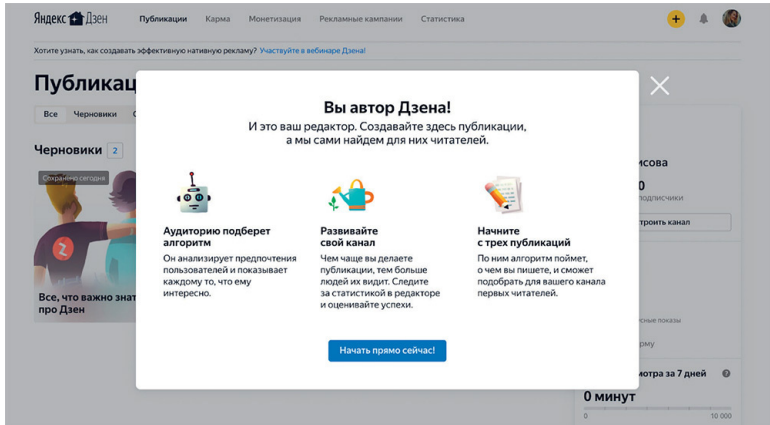 Яндекс Дзен Публикации Карма Монетизация Рекламные кампании Статистика
Хотите узнать, как создавать эффективную нативную рекламу? Участвуйте в вебинаре Дзена!
Публикац
Все Черновики
Черновики 2
Сохранено сегодня
Все, что важно знат
про Дзен
Вы автор Дзена!
И это ваш редактор. Создавайте здесь публикации,
а мы сами найдем для них читателей.
Аудиторию подберет
алгоритм
Он анализирует предпочтения
пользователей и показывает
каждому то, что ему
интересно.
Развивайте
свой канал
Чем чаще вы делаете
публикации, тем больше
людей их видит. Следите
за статистикой в редакторе
и оценивайте успехи.
Начните
с трех публикаций
По ним алгоритм поймет,
о чем вы пишете, и сможет
подобрать для вашего канала
первых читателей.
Начать прямо сейчас!
исова
0
подписчики
троить канал
усные показы
рму
мотра за 7 дней
0 минут
0 10 000